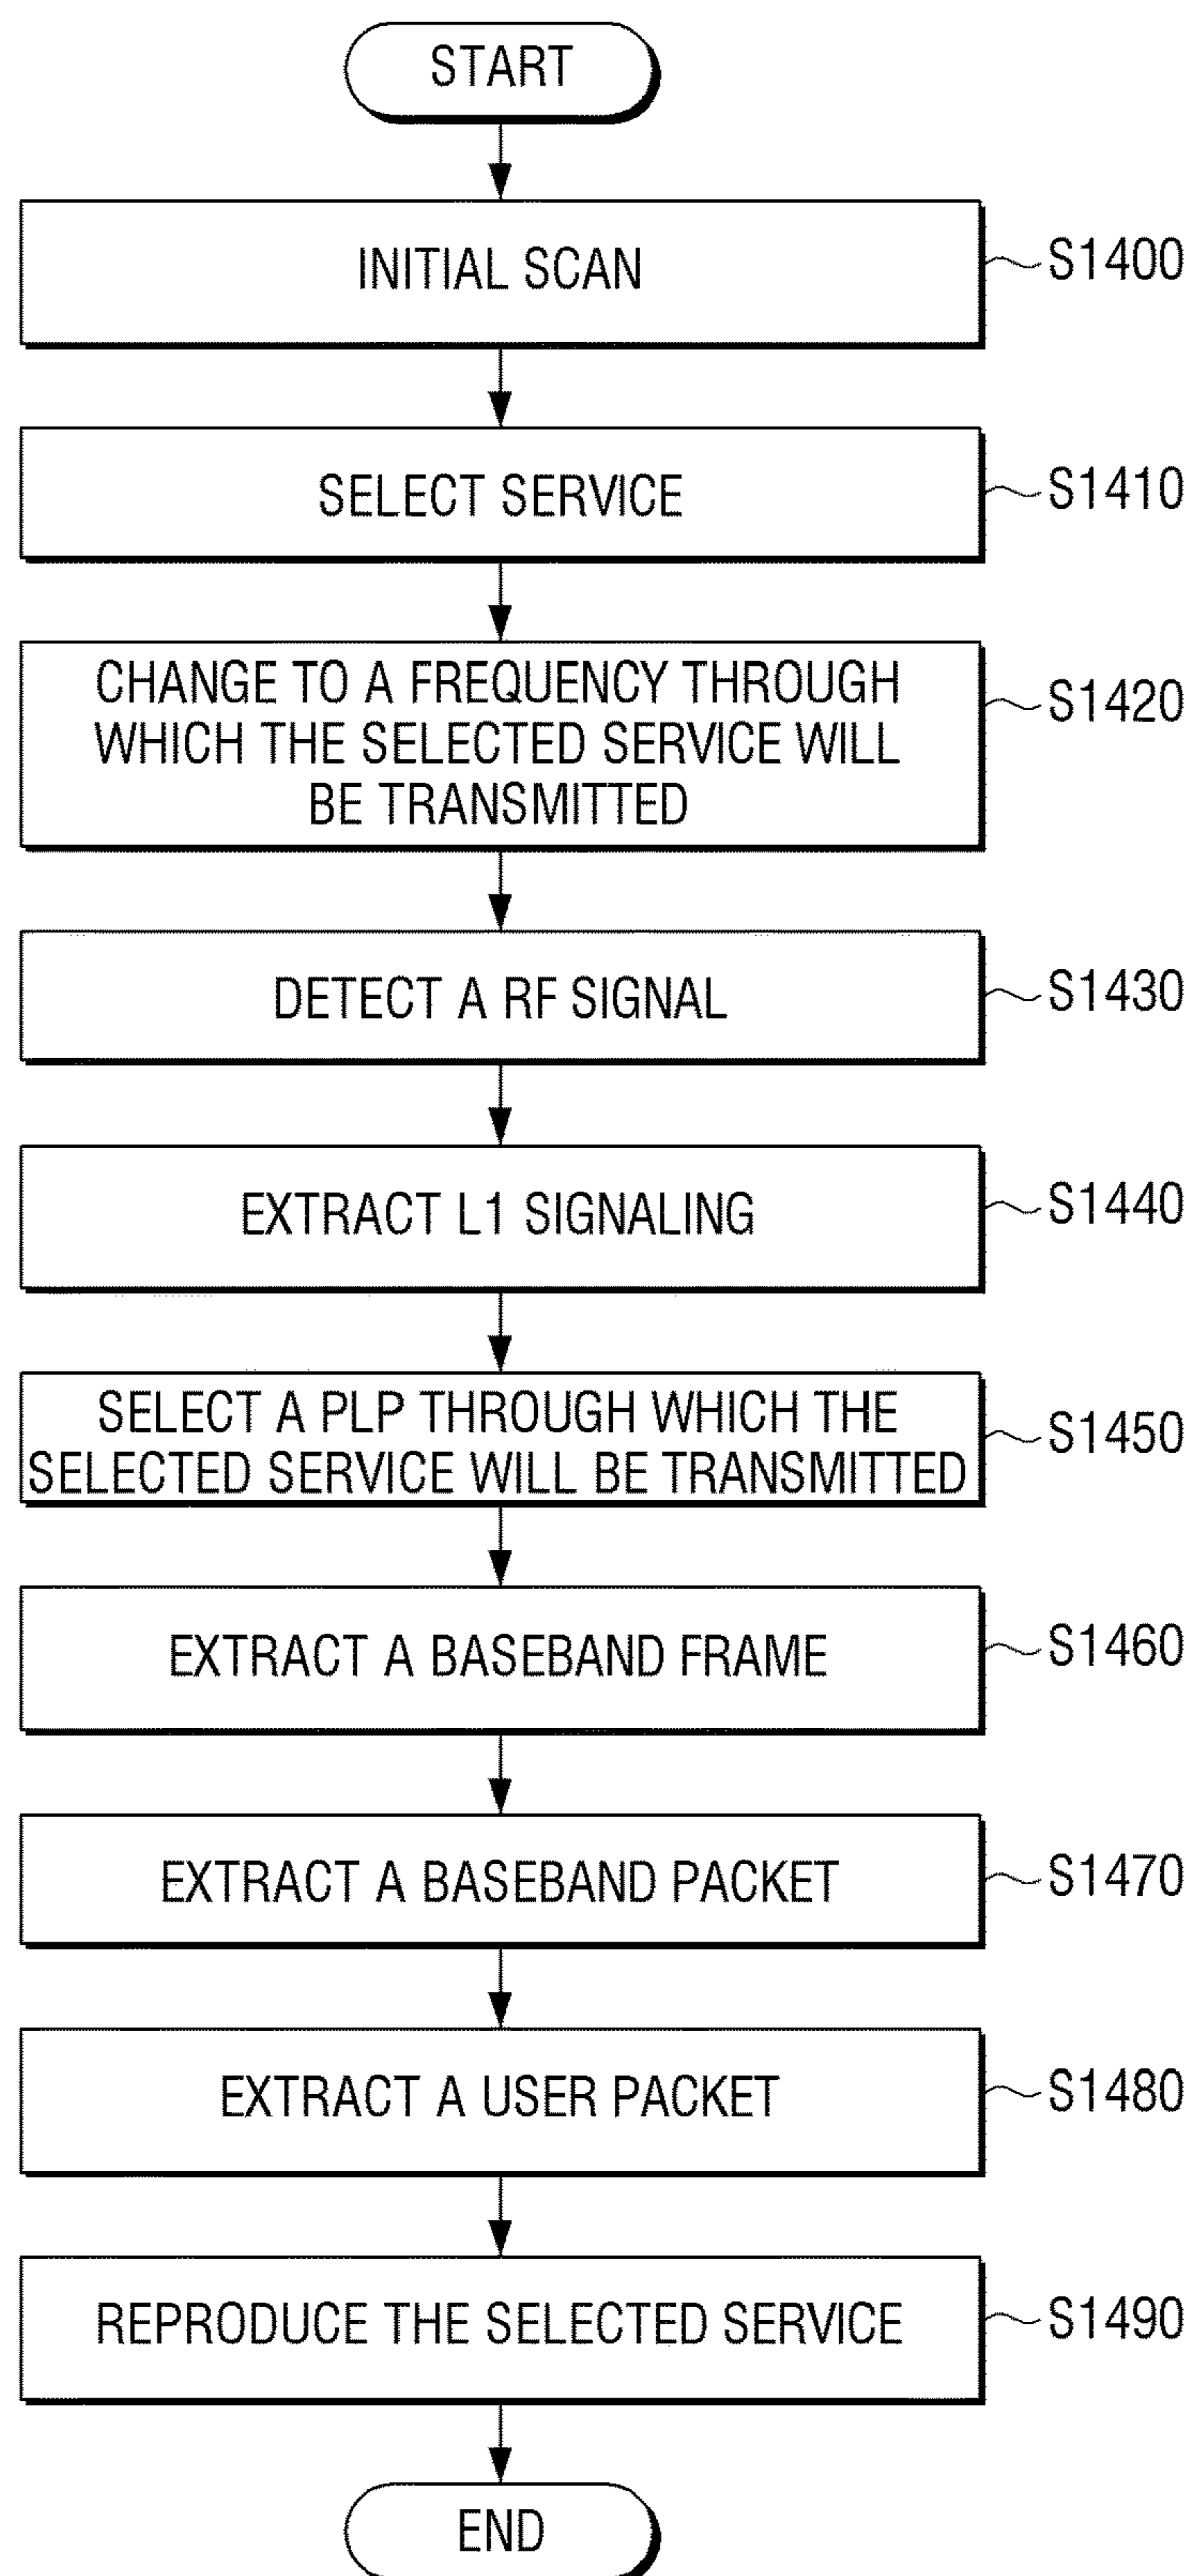 START
INITIAL SCAN
S1400
SELECT SERVICE
S1410
CHANGE TO A FREQUENCY THROUGH
WHICH THE SELECTED SERVICE WILL
BE TRANSMITTED
S1420
DETECT A RF SIGNAL
S1430
EXTRACT L1 SIGNALING
S1440
SELECT A PLP THROUGH WHICH THE
SELECTED SERVICE WILL BE TRANSMITTED
S1450
EXTRACT A BASEBAND FRAME
S1460
EXTRACT A BASEBAND PACKET
S1470
EXTRACT A USER PACKET
S1480
REPRODUCE THE SELECTED SERVICE
S1490
END